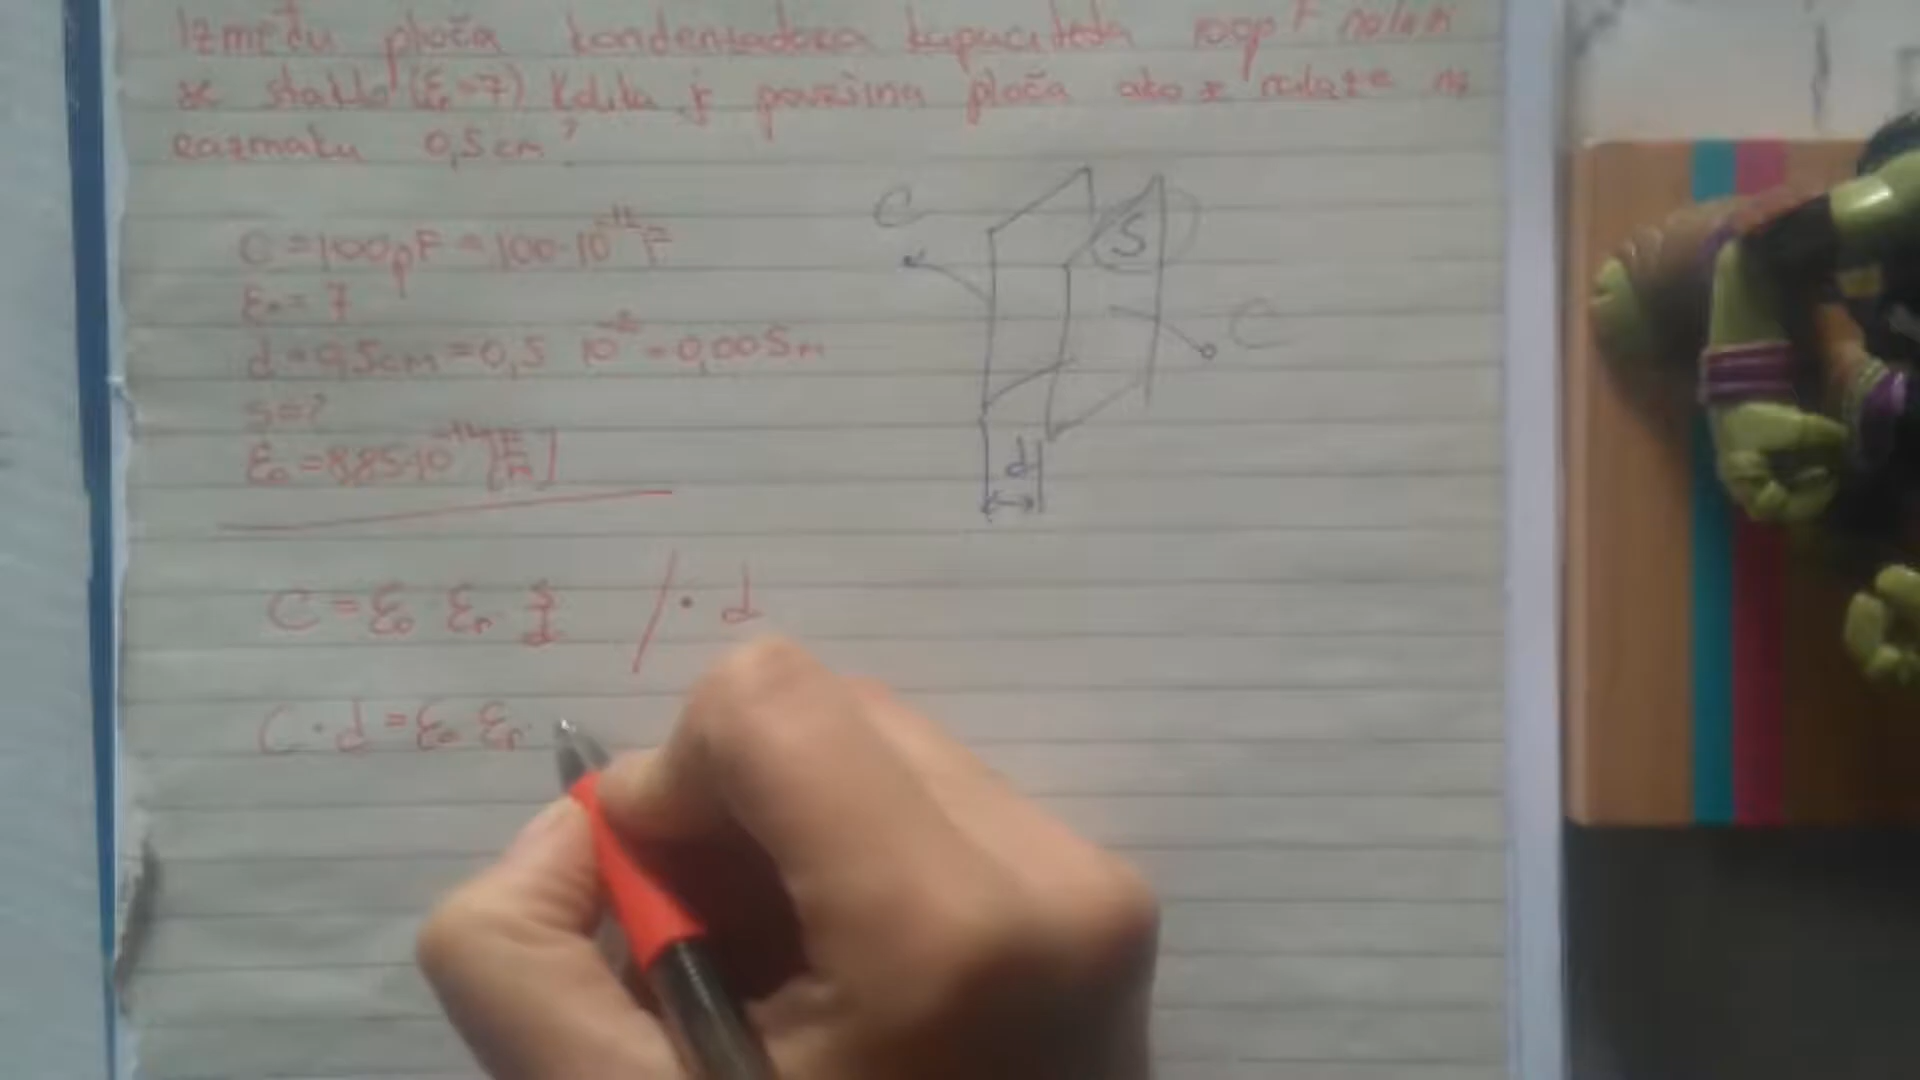 Između ploča kondenzatora kapaciteta 100pF nalazi
se staklo (εr=7) Kolika je površina ploča ako se nalaze na
razmaku 0,5cm?
C=100pF=100·10⁻¹²F
εr=7
d=0,5cm=0,5 10⁻²=0,005m
S=?
ε₀=8,85·10⁻¹²[F/m]
C
S
C
d
C=ε₀ εr S/d /· d
C·d=ε₀ εr